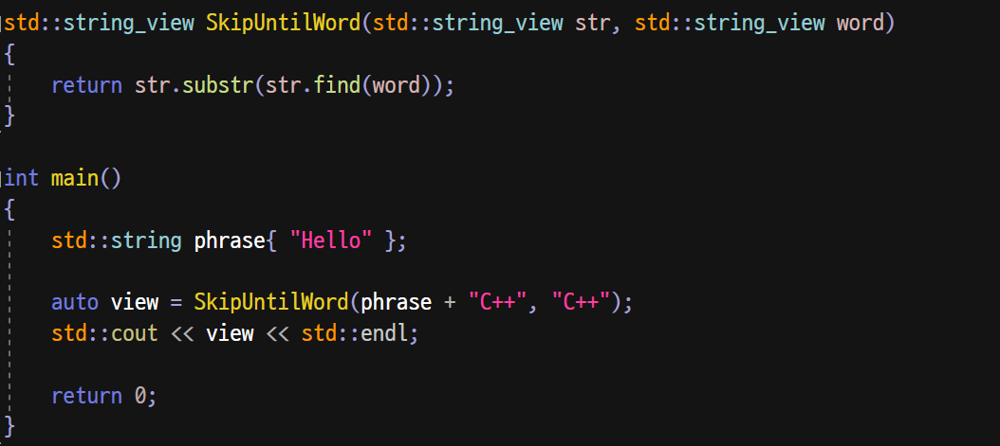 std::string_view SkipUntilWord(std::string_view str, std::string_view word)
{
    return str.substr(str.find(word));
}

int main()
{
    std::string phrase{ "Hello" };

    auto view = SkipUntilWord(phrase + "C++", "C++");
    std::cout << view << std::endl;

    return 0;
}